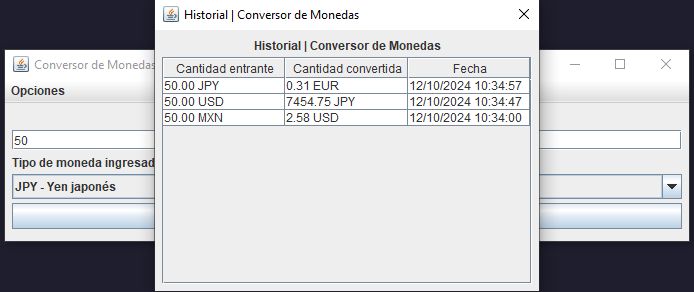 Historial | Conversor de Monedas
Historial | Conversor de Monedas
Cantidad entrante Cantidad convertida Fecha
50.00 JPY 0.31 EUR 12/10/2024 10:34:57
50.00 USD 7454.75 JPY 12/10/2024 10:34:47
50.00 MXN 2.58 USD 12/10/2024 10:34:00
Conversor de Monedas
Opciones
50
Tipo de moneda ingresad
JPY - Yen japonés